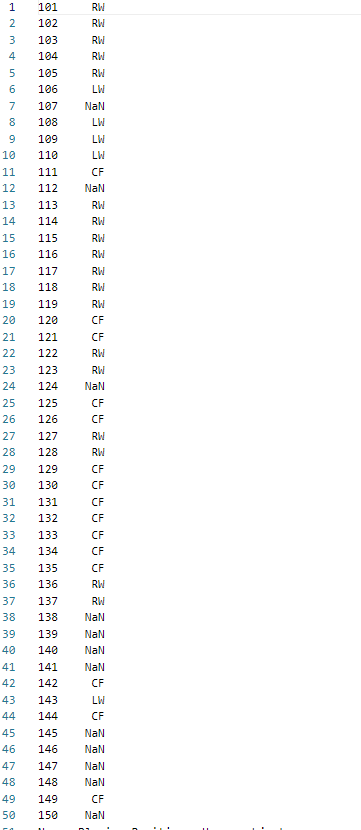 1 101 RW
2 102 RW
3 103 RW
4 104 RW
5 105 RW
6 106 LW
7 107 NaN
8 108 LW
9 109 LW
10 110 LW
11 111 CF
12 112 NaN
13 113 RW
14 114 RW
15 115 RW
16 116 RW
17 117 RW
18 118 RW
19 119 RW
20 120 CF
21 121 CF
22 122 RW
23 123 RW
24 124 NaN
25 125 CF
26 126 CF
27 127 RW
28 128 RW
29 129 CF
30 130 CF
31 131 CF
32 132 CF
33 133 CF
34 134 CF
35 135 CF
36 136 RW
37 137 RW
38 138 NaN
39 139 NaN
40 140 NaN
41 141 NaN
42 142 CF
43 143 LW
44 144 CF
45 145 NaN
46 146 NaN
47 147 NaN
48 148 NaN
49 149 CF
50 150 NaN